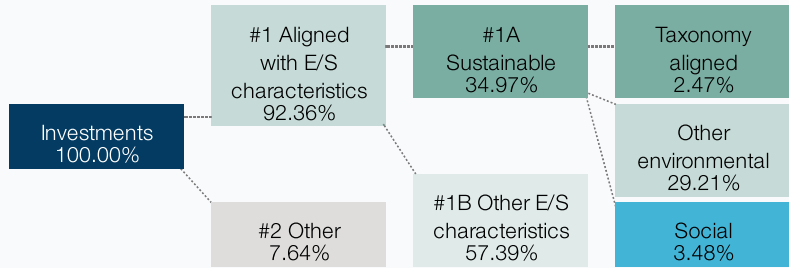 Investments
100.00%
#1 Aligned
with E/S
characteristics
92.36%
#2 Other
7.64%
#1A
Sustainable
34.97%
#1B Other E/S
characteristics
57.39%
Taxonomy
aligned
2.47%
Other
environmental
29.21%
Social
3.48%